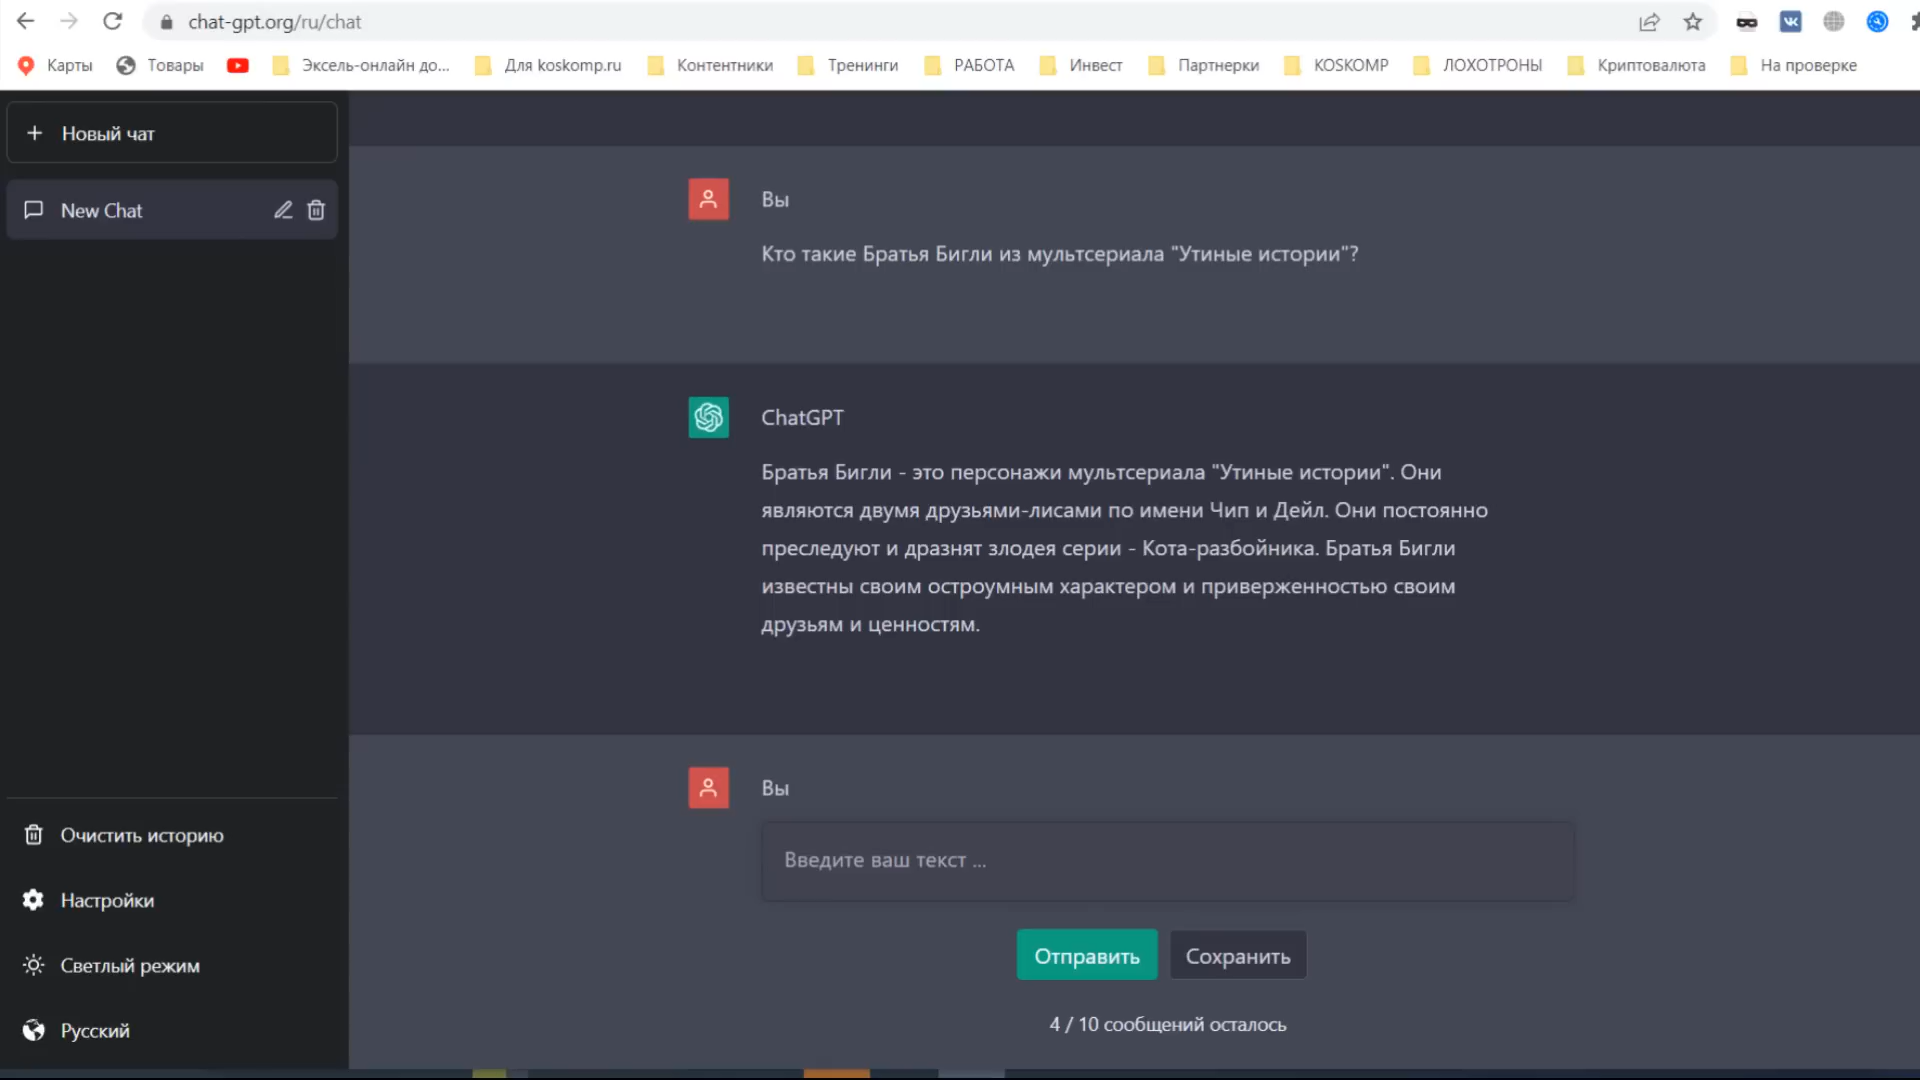 chat-gpt.org/ru/chat
Карты Товары Эксель-онлайн до... Для koskomp.ru Контентники Тренинги РАБОТА Инвест Партнерки KOSKOMP ЛОХОТРОНЫ Криптовалюта На проверке
+ Новый чат
New Chat
Вы
Кто такие Братья Бигли из мультсериала "Утиные истории"?
ChatGPT
Братья Бигли - это персонажи мультсериала "Утиные истории". Они
являются двумя друзьями-лисами по имени Чип и Дейл. Они постоянно
преследуют и дразнят злодея серии - Кота-разбойника. Братья Бигли
известны своим остроумным характером и приверженностью своим
друзьям и ценностям.
Вы
Введите ваш текст ...
Отправить Сохранить
4 / 10 сообщений осталось
Очистить историю
Настройки
Светлый режим
Русский